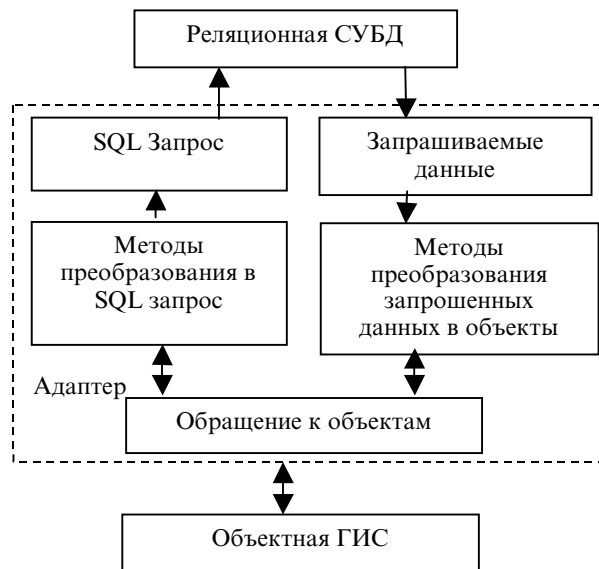 Реляционная СУБД
SQL Запрос
Запрашиваемые
данные
Методы
преобразования в
SQL запрос
Методы
преобразования
запрошенных
данных в объекты
Адаптер
Обращение к объектам
Объектная ГИС